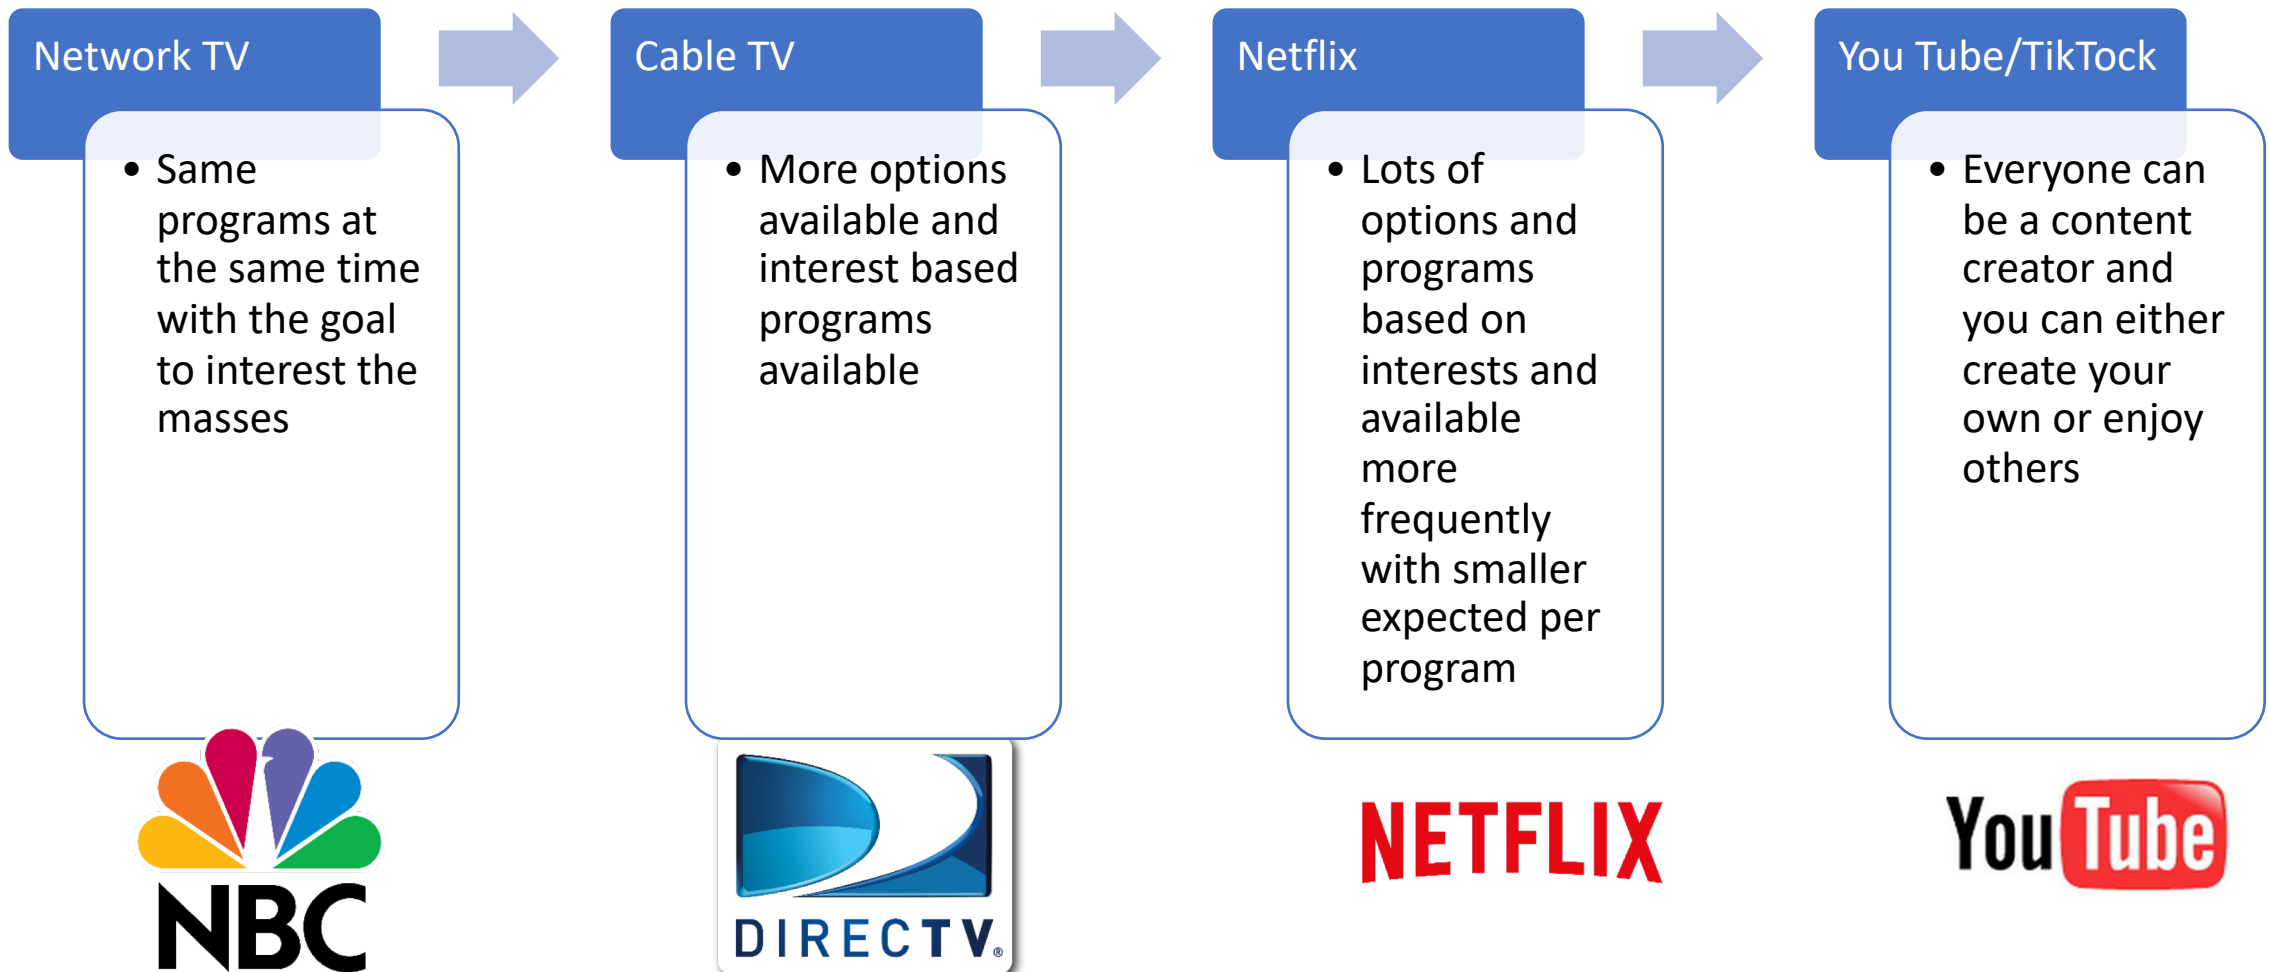 Network TV
• Same
programs at
the same time
with the goal
to interest the
masses
NBC
Cable TV
• More options
available and
interest based
programs
available
DIRECTV®
Netflix
• Lots of
options and
programs
based on
interests and
available
more
frequently
with smaller
expected per
program
NETFLIX
You Tube/TikTock
• Everyone can
be a content
creator and
you can either
create your
own or enjoy
others
YouTube